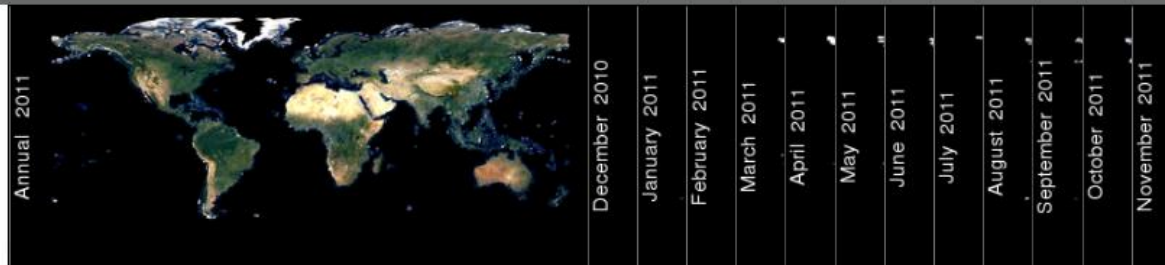 Annual 2011
December 2010
January 2011
February 2011
March 2011
April 2011
May 2011
June 2011
July 2011
August 2011
September 2011
October 2011
November 2011